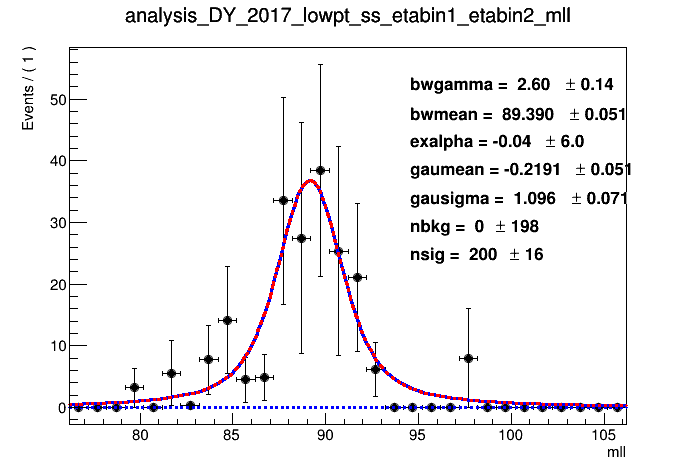 analysis_DY_2017_lowpt_ss_etabin1_etabin2_mll
Events / ( 1 )
bwgamma = 2.60 ± 0.14
bwmean = 89.390 ± 0.051
exalpha = -0.04 ± 6.0
gaumean = -0.2191 ± 0.051
gausigma = 1.096 ± 0.071
nbkg = 0 ± 198
nsig = 200 ± 16
50
40
30
20
10
0
80 85 90 95 100 105
mll